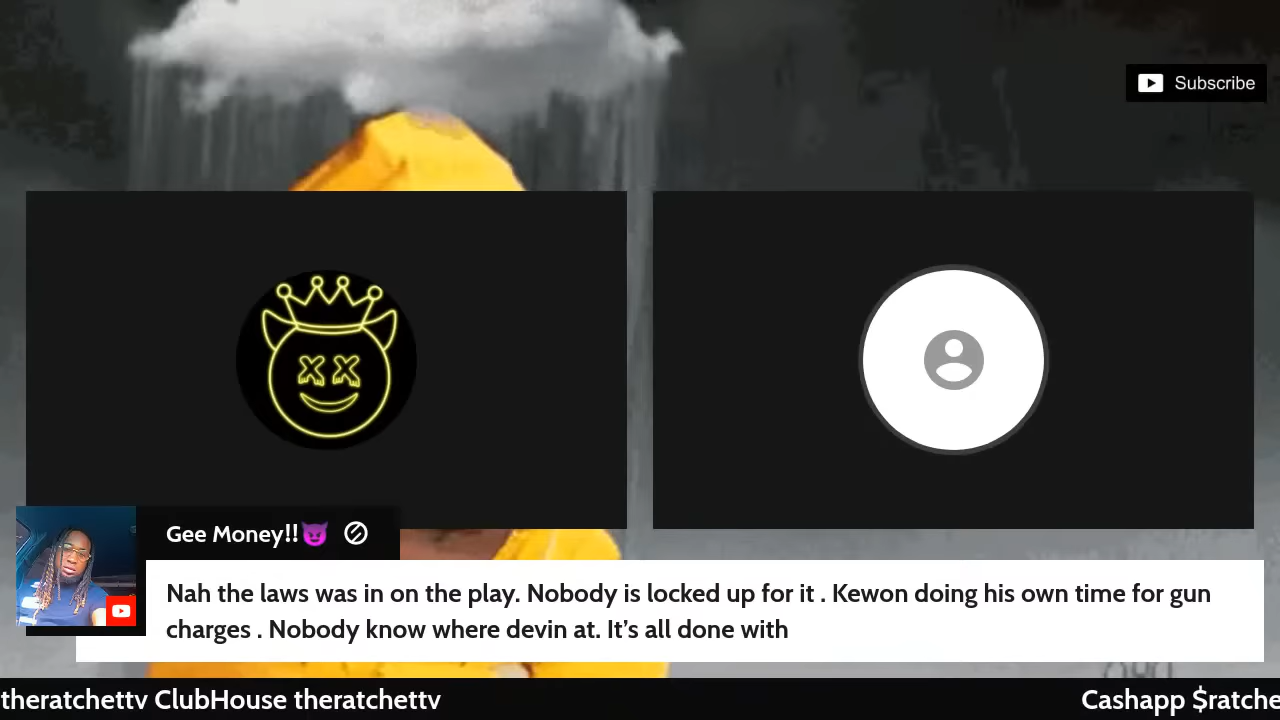 Subscribe
Gee Money!!😈
Nah the laws was in on the play. Nobody is locked up for it . Kewon doing his own time for gun
charges . Nobody know where devin at. It’s all done with
theratchettv ClubHouse theratchettv
Cashapp $ratche